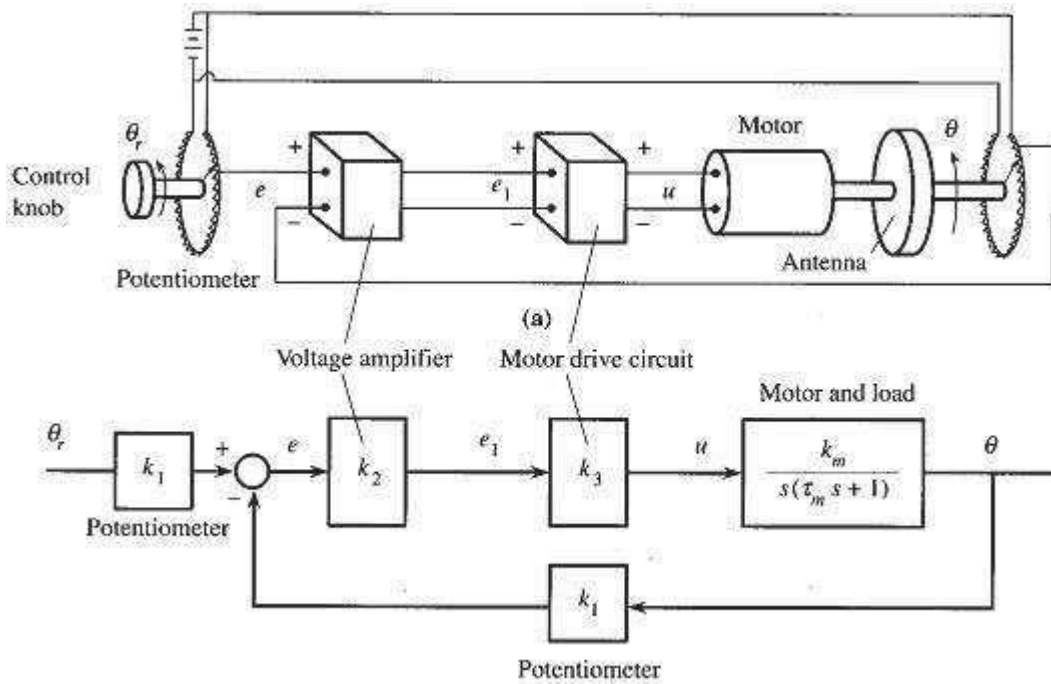 Motor
θr
θ
Control
knob
+
+
+
e
e1
u
−
−
−
Potentiometer
Antenna
(a)
Voltage amplifier
Motor drive circuit
Motor and load
θr
k1
+
e
k2
e1
k3
u
km
s(τm s + 1)
θ
−
Potentiometer
k1
Potentiometer